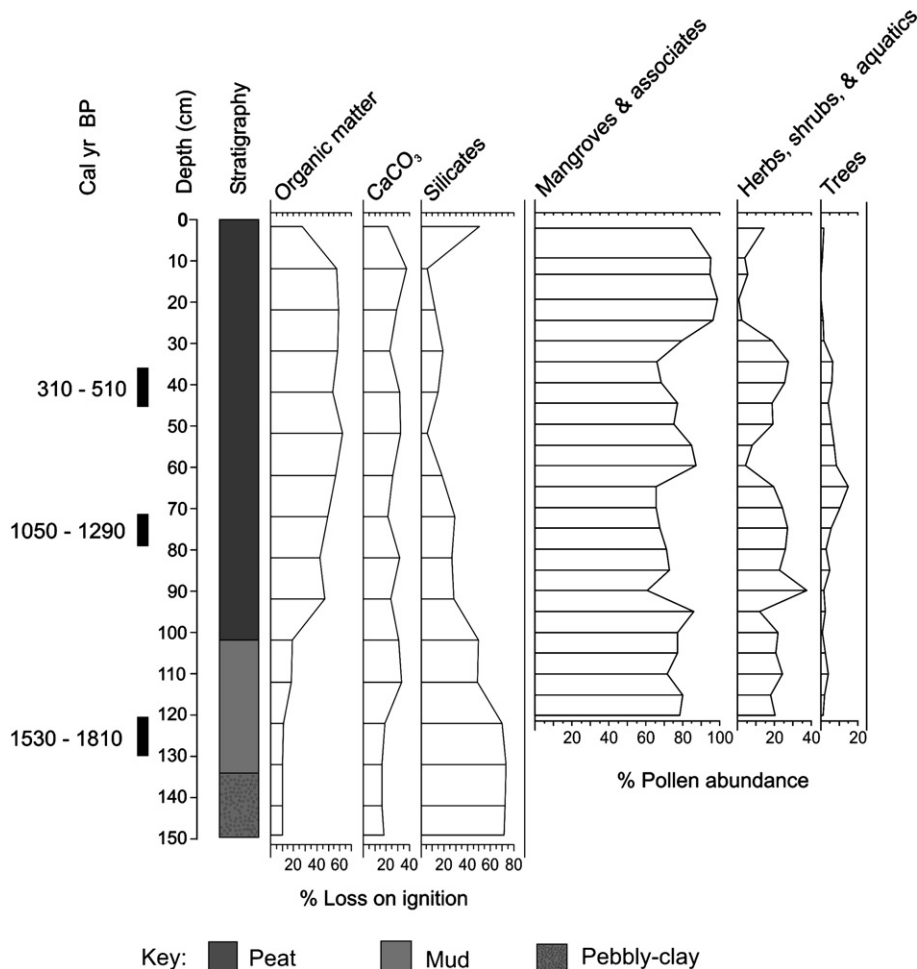 Cal yr BP
Depth (cm)
Stratigraphy
Organic matter
CaCO₃
Silicates
Mangroves & associates
Herbs, shrubs, & aquatics
Trees
0
10
20
30
40
50
60
70
80
90
100
110
120
130
140
150
310 - 510
1050 - 1290
1530 - 1810
20 40 60
20 40
20 40 60 80
20 40 60 80 100
20 40
20
% Loss on ignition
% Pollen abundance
Key: Peat Mud Pebbly-clay